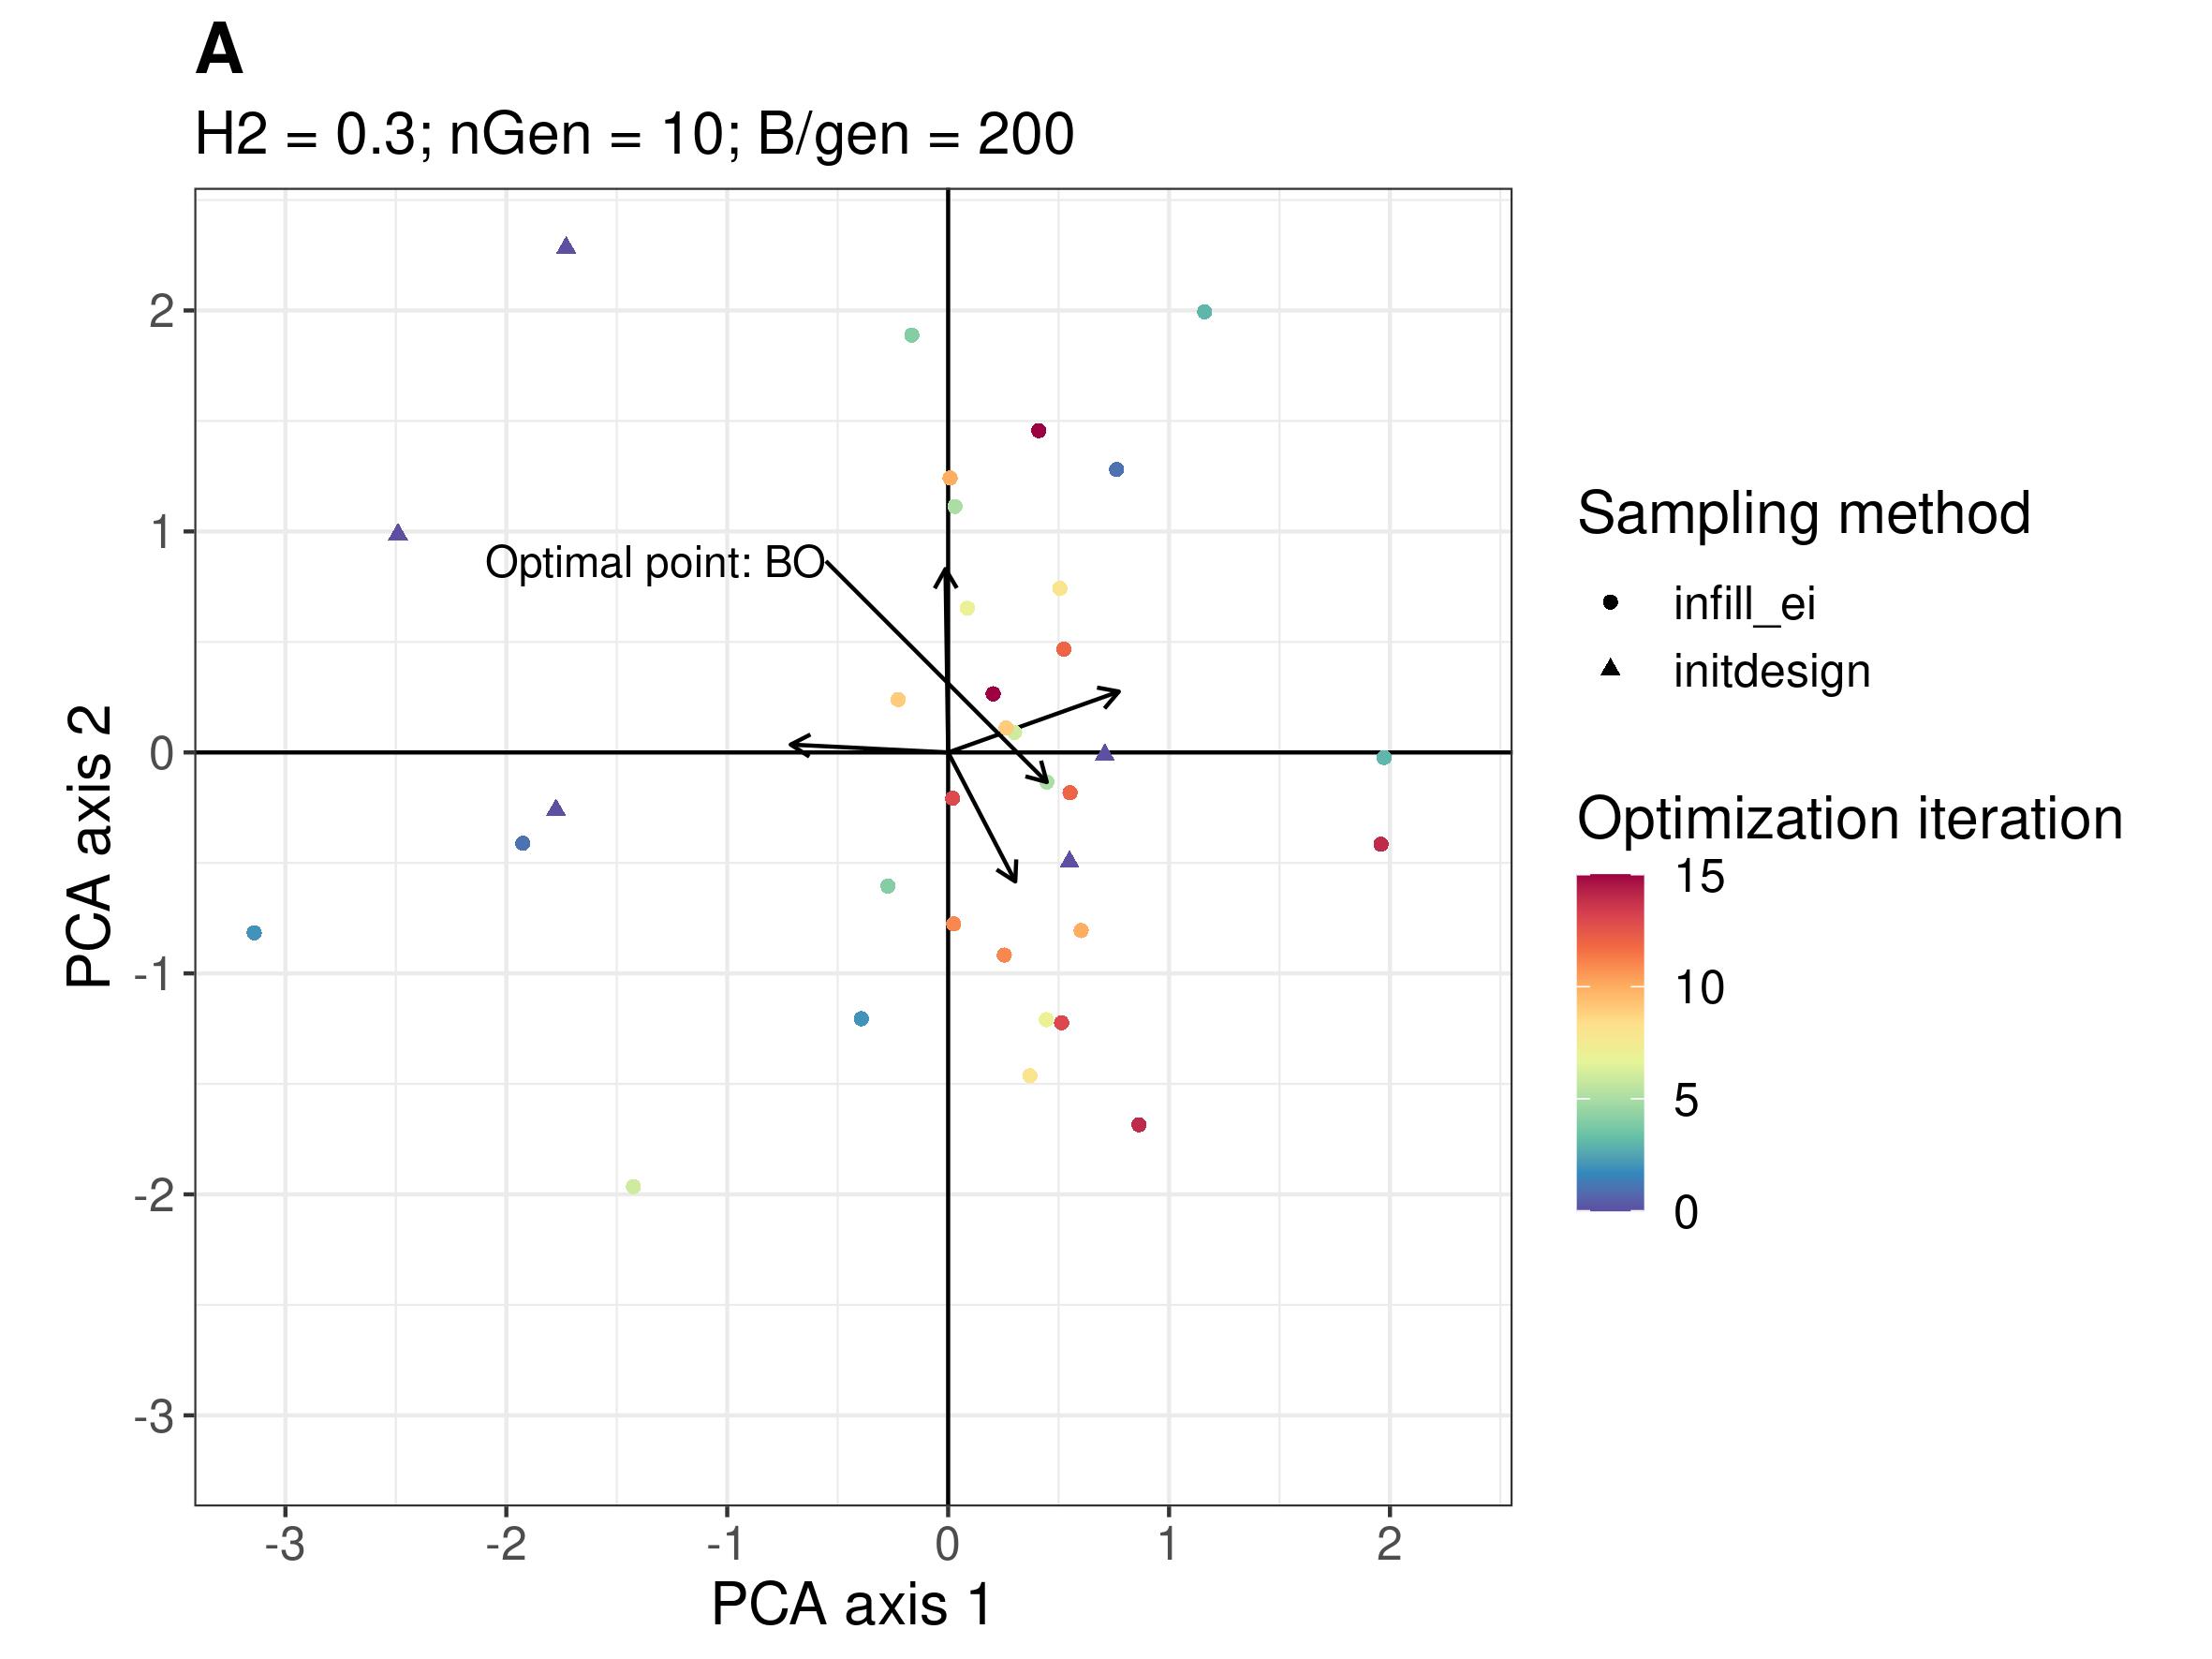 A
H2 = 0.3; nGen = 10; B/gen = 200
2
1
0
-1
-2
-3
Optimal point: BO
-3
-2
-1
0
1
2
PCA axis 1
PCA axis 2
Sampling method
infill_ei
initdesign
Optimization iteration
15
10
5
0